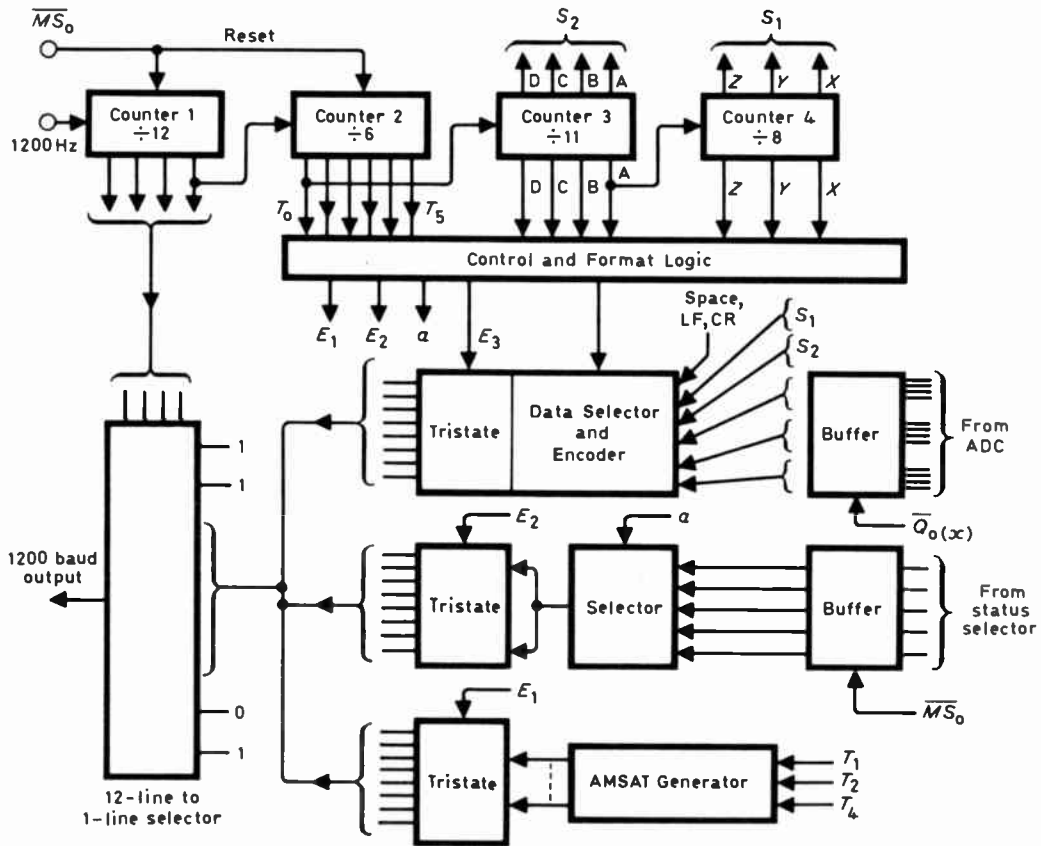 M̅S̅₀
Reset
1200 Hz
Counter 1
÷12
Counter 2
÷6
S₂
D C B A
Counter 3
÷11
D C B A
S₁
Z Y X
Counter 4
÷8
Z Y X
T₀ T₅
Control and Format Logic
E₁ E₂ a E₃
Space,
LF, CR
S₁
S₂
Tristate
Data Selector
and
Encoder
Buffer
From
ADC
Q̅₀(x)
1
1
0
1
1200 baud
output
12-line to
1-line selector
E₂
Tristate
a
Selector
Buffer
From
status
selector
M̅S̅₀
E₁
Tristate
AMSAT Generator
T₁
T₂
T₄